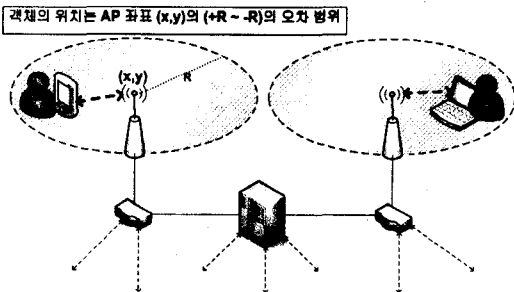 객체의 위치는 AP 좌표 (x,y)의 (+R ~ -R)의 오차 범위
(x,y)
R